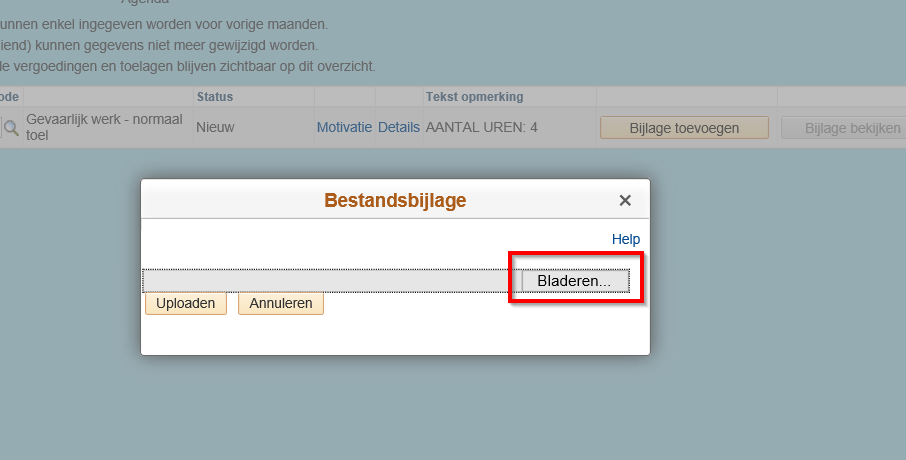 Agenda
unnen enkel ingegeven worden voor vorige maanden.
iend) kunnen gegevens niet meer gewijzigd worden.
le vergoedingen en toelagen blijven zichtbaar op dit overzicht.
ode Status Tekst opmerking
Gevaarlijk werk - normaal
toel
Nieuw Motivatie Details AANTAL UREN: 4 Bijlage toevoegen Bijlage bekijken
Bestandsbijlage
Help
Bladeren...
Uploaden Annuleren